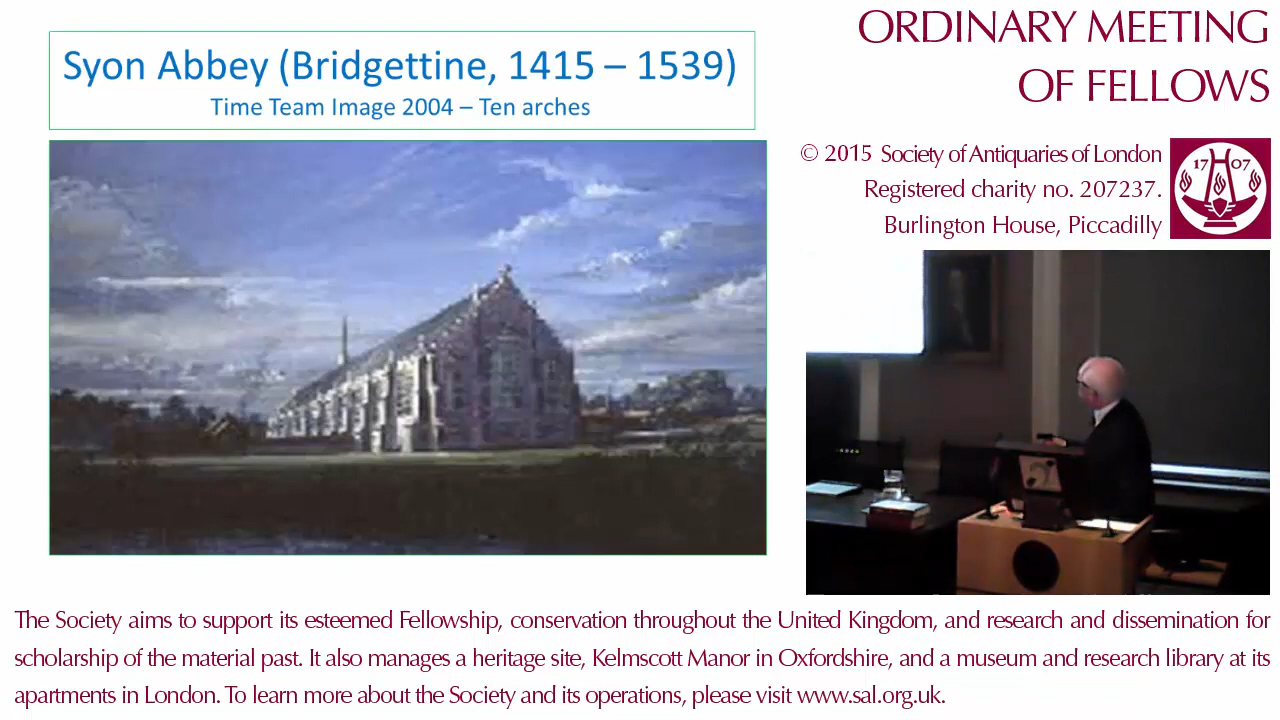 Syon Abbey (Bridgettine, 1415 – 1539)
Time Team Image 2004 – Ten arches
ORDINARY MEETING
OF FELLOWS
© 2015 Society of Antiquaries of London
Registered charity no. 207237.
Burlington House, Piccadilly
17 07
The Society aims to support its esteemed Fellowship, conservation throughout the United Kingdom, and research and dissemination for
scholarship of the material past. It also manages a heritage site, Kelmscott Manor in Oxfordshire, and a museum and research library at its
apartments in London. To learn more about the Society and its operations, please visit www.sal.org.uk.